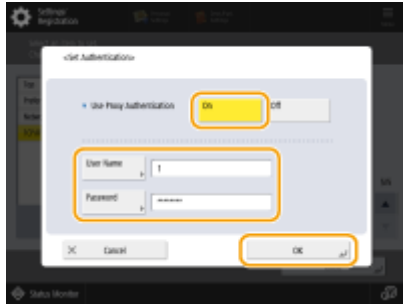 Settings/
Registration
<Set Authentication>
Use Proxy Authentication
On
Off
User Name
1
Password
********
Cancel
OK
Status Monitor